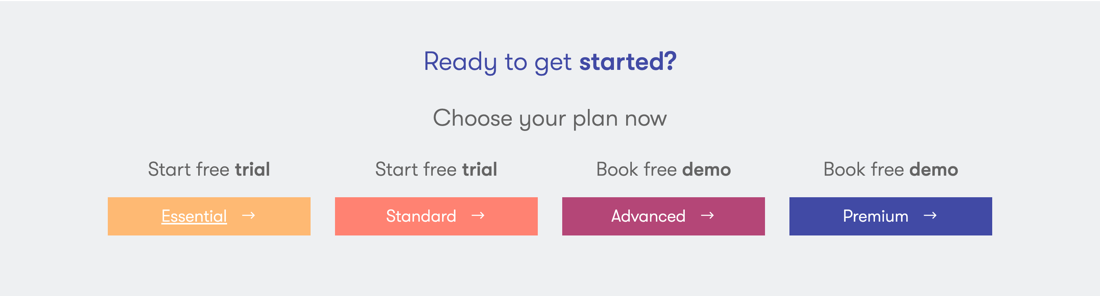 Ready to get started?
Choose your plan now
Start free trial
Essential →
Start free trial
Standard →
Book free demo
Advanced →
Book free demo
Premium →